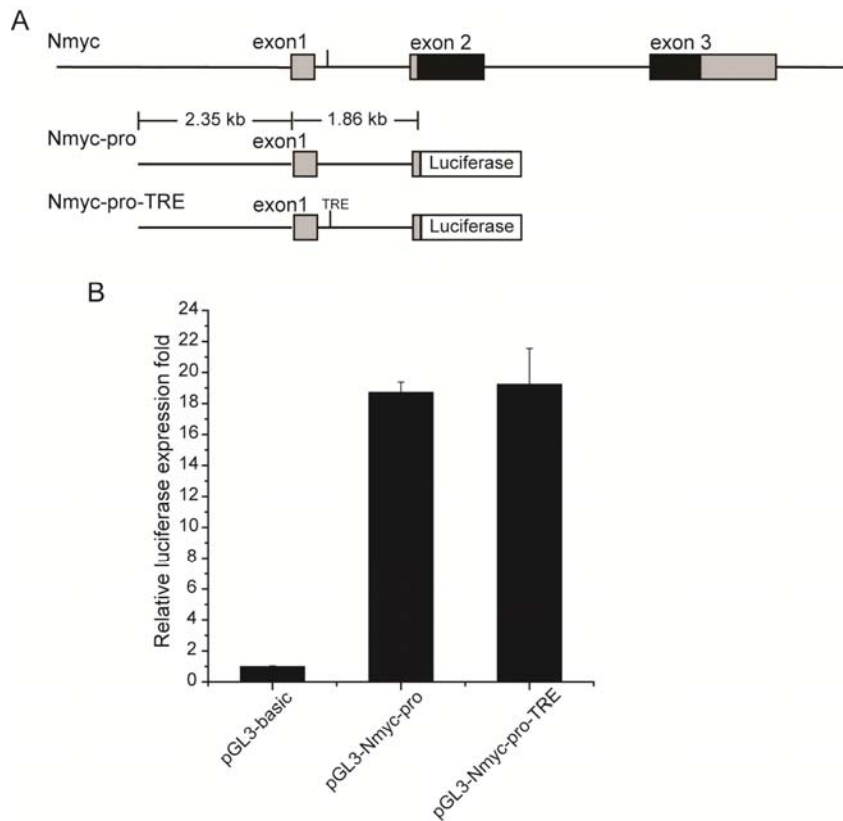 A
Nmyc exon1 exon 2 exon 3
2.35 kb 1.86 kb
Nmyc-pro exon1
Luciferase
Nmyc-pro-TRE exon1 TRE
Luciferase
B
Relative luciferase expression fold
24
22
20
18
16
14
12
10
8
6
4
2
0
pGL3-basic
pGL3-Nmyc-pro
pGL3-Nmyc-pro-TRE